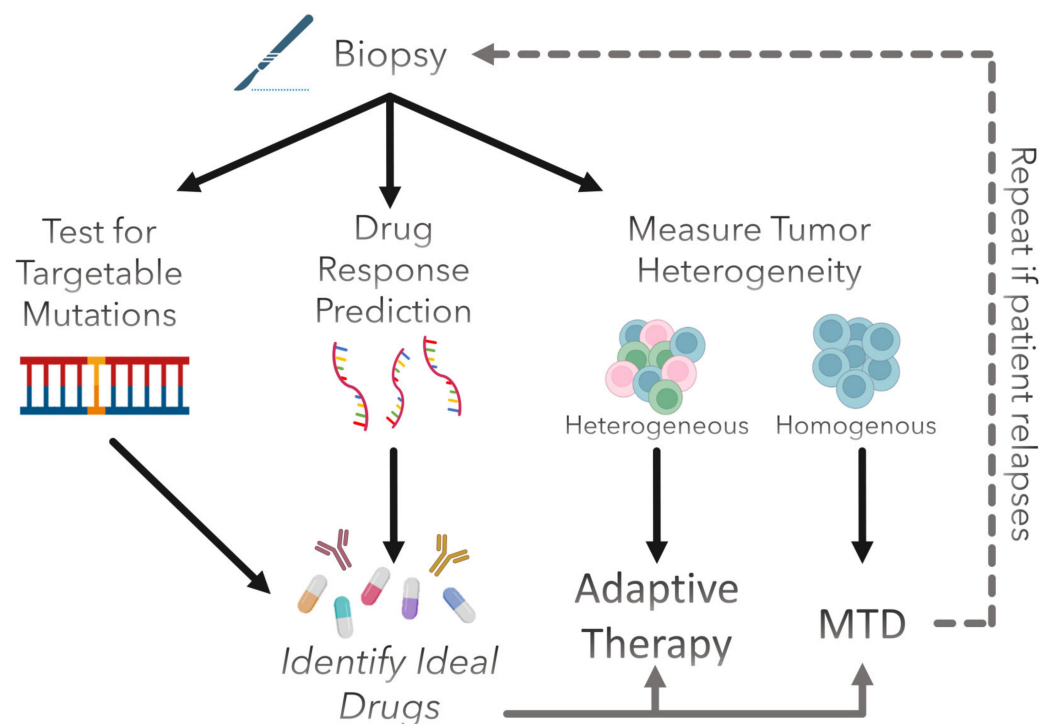 Biopsy
Test for
Targetable
Mutations
Drug
Response
Prediction
Measure Tumor
Heterogeneity
Heterogeneous
Homogenous
Repeat if patient relapses
Identify Ideal
Drugs
Adaptive
Therapy
MTD